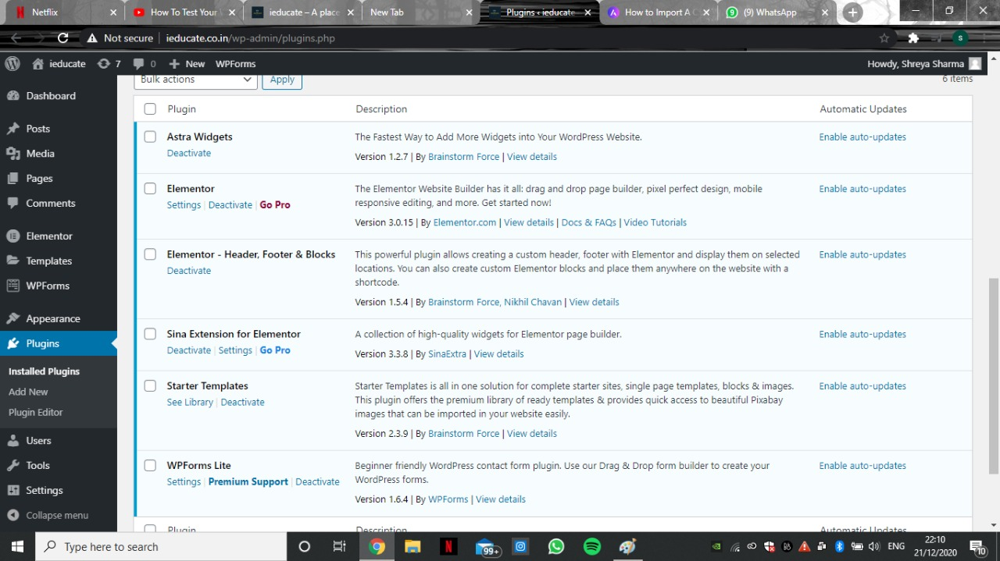 Netflix
How To Test Your
ieducate – A place
New Tab
Plugins ‹ ieducate
How to Import A C
(9) WhatsApp
Not secure
ieducate.co.in/wp-admin/plugins.php
S
ieducate
7
0
New
WPForms
Howdy, Shreya Sharma
Dashboard
Posts
Media
Pages
Comments
Elementor
Templates
WPForms
Appearance
Plugins
Installed Plugins
Add New
Plugin Editor
Users
Tools
Settings
Collapse menu
Bulk actions
Apply
6 items
Plugin
Description
Automatic Updates
Astra Widgets
Deactivate
The Fastest Way to Add More Widgets into Your WordPress Website.
Version 1.2.7 | By Brainstorm Force | View details
Enable auto-updates
Elementor
Settings | Deactivate | Go Pro
The Elementor Website Builder has it all: drag and drop page builder, pixel perfect design, mobile
responsive editing, and more. Get started now!
Version 3.0.15 | By Elementor.com | View details | Docs & FAQs | Video Tutorials
Enable auto-updates
Elementor - Header, Footer & Blocks
Deactivate
This powerful plugin allows creating a custom header, footer with Elementor and display them on selected
locations. You can also create custom Elementor blocks and place them anywhere on the website with a
shortcode.
Version 1.5.4 | By Brainstorm Force, Nikhil Chavan | View details
Enable auto-updates
Sina Extension for Elementor
Deactivate | Settings | Go Pro
A collection of high-quality widgets for Elementor page builder.
Version 3.3.8 | By SinaExtra | View details
Enable auto-updates
Starter Templates
See Library | Deactivate
Starter Templates is all in one solution for complete starter sites, single page templates, blocks & images.
This plugin offers the premium library of ready templates & provides quick access to beautiful Pixabay
images that can be imported in your website easily.
Version 2.3.9 | By Brainstorm Force | View details
Enable auto-updates
WPForms Lite
Settings | Premium Support | Deactivate
Beginner friendly WordPress contact form plugin. Use our Drag & Drop form builder to create your
WordPress forms.
Version 1.6.4 | By WPForms | View details
Enable auto-updates
Plugin
Description
Automatic Updates
Type here to search
99+
ENG
22:10
21/12/2020
10